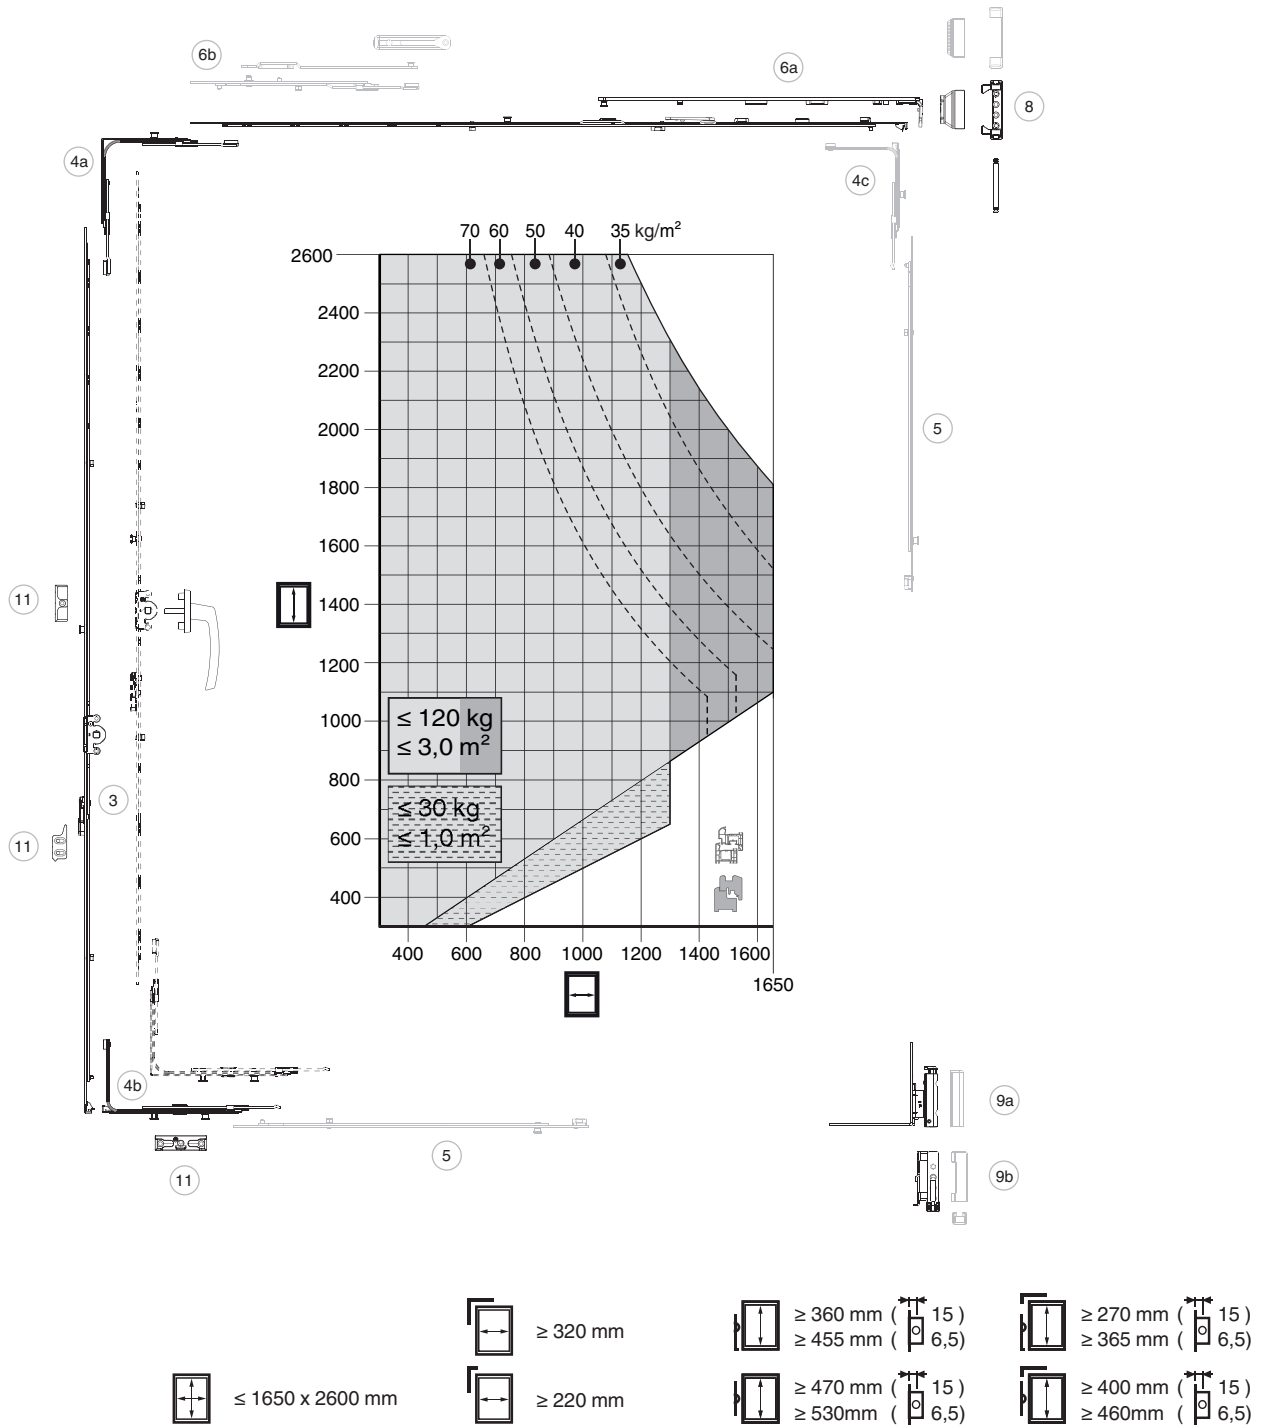 6b
6a
8
4a
4c
70 60 50 40 35 kg/m²
2600
2400
2200
2000
5
1800
1600
11
1400
1200
1000
≤ 120 kg
≤ 3,0 m²
800
3
≤ 30 kg
≤ 1,0 m²
11
600
400
400 600 800 1000 1200 1400 1600
1650
4b
9a
5
11
9b
≥ 320 mm
≥ 360 mm ( 15 )
≥ 455 mm ( 6,5)
≥ 270 mm ( 15 )
≥ 365 mm ( 6,5)
≤ 1650 x 2600 mm
≥ 220 mm
≥ 470 mm ( 15 )
≥ 530mm ( 6,5)
≥ 400 mm ( 15 )
≥ 460mm ( 6,5)